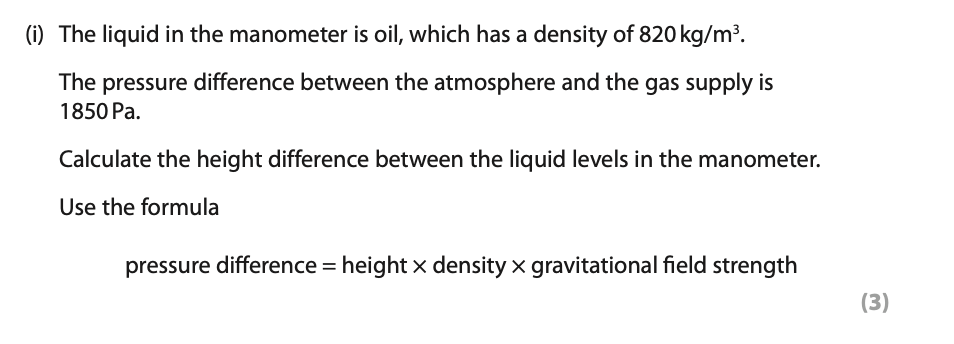 (i) The liquid in the manometer is oil, which has a density of 820 kg/m³.
The pressure difference between the atmosphere and the gas supply is
1850 Pa.
Calculate the height difference between the liquid levels in the manometer.
Use the formula
pressure difference = height × density × gravitational field strength
(3)